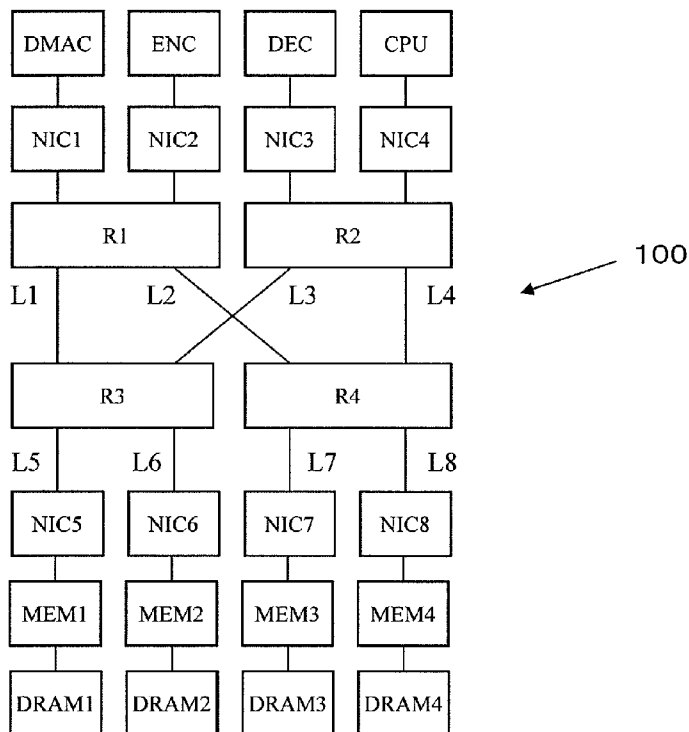 DMAC ENC DEC CPU
NIC1 NIC2 NIC3 NIC4
R1 R2
100
L1 L2 L3 L4
R3 R4
L5 L6 L7 L8
NIC5 NIC6 NIC7 NIC8
MEM1 MEM2 MEM3 MEM4
DRAM1 DRAM2 DRAM3 DRAM4